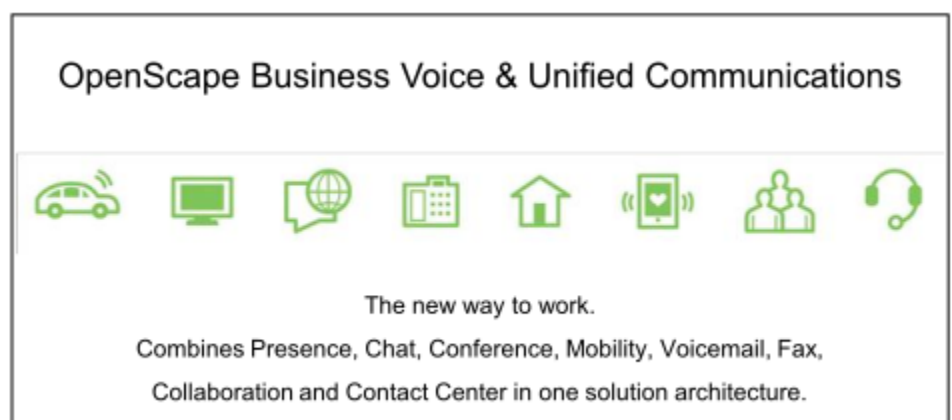 OpenScape Business Voice & Unified Communications
The new way to work.
Combines Presence, Chat, Conference, Mobility, Voicemail, Fax,
Collaboration and Contact Center in one solution architecture.